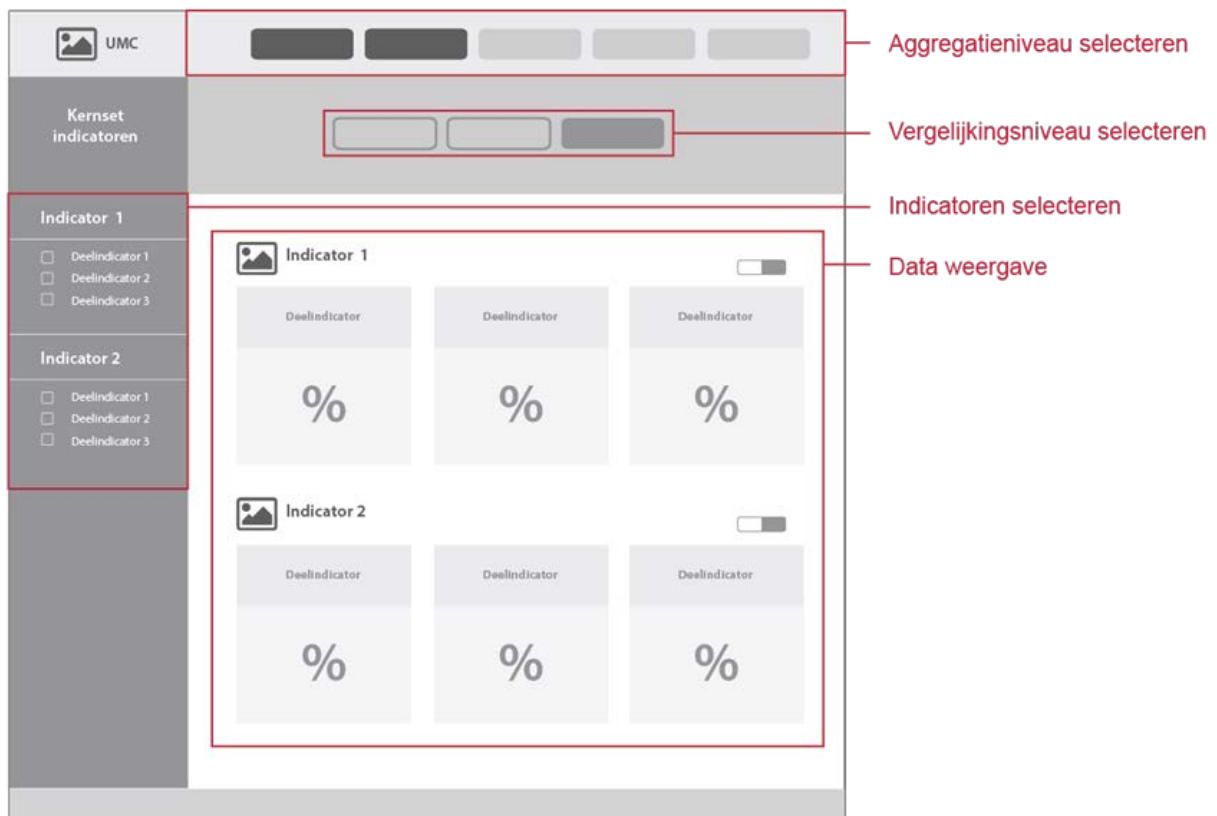 UMC
Aggregatieniveau selecteren
Kernset
indicatoren
Vergelijkingsniveau selecteren
Indicatoren selecteren
Indicator 1
Deelindicator 1
Deelindicator 2
Deelindicator 3
Indicator 2
Deelindicator 1
Deelindicator 2
Deelindicator 3
Data weergave
Indicator 1
Deelindicator Deelindicator Deelindicator
% % %
Indicator 2
Deelindicator Deelindicator Deelindicator
% % %